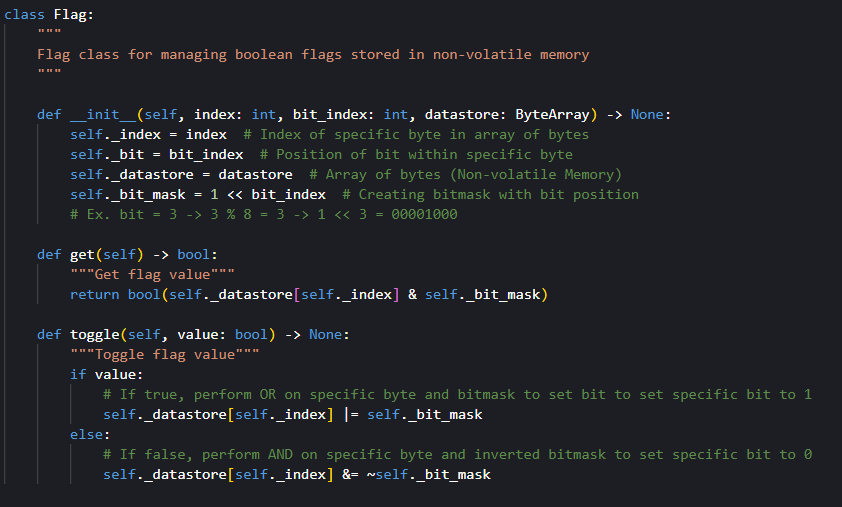 class Flag:
    """
    Flag class for managing boolean flags stored in non-volatile memory
    """

    def __init__(self, index: int, bit_index: int, datastore: ByteArray) -> None:
        self._index = index  # Index of specific byte in array of bytes
        self._bit = bit_index  # Position of bit within specific byte
        self._datastore = datastore  # Array of bytes (Non-volatile Memory)
        self._bit_mask = 1 << bit_index  # Creating bitmask with bit position
        # Ex. bit = 3 -> 3 % 8 = 3 -> 1 << 3 = 00001000

    def get(self) -> bool:
        """Get flag value"""
        return bool(self._datastore[self._index] & self._bit_mask)

    def toggle(self, value: bool) -> None:
        """Toggle flag value"""
        if value:
            # If true, perform OR on specific byte and bitmask to set bit to set specific bit to 1
            self._datastore[self._index] |= self._bit_mask
        else:
            # If false, perform AND on specific byte and inverted bitmask to set specific bit to 0
            self._datastore[self._index] &= ~self._bit_mask